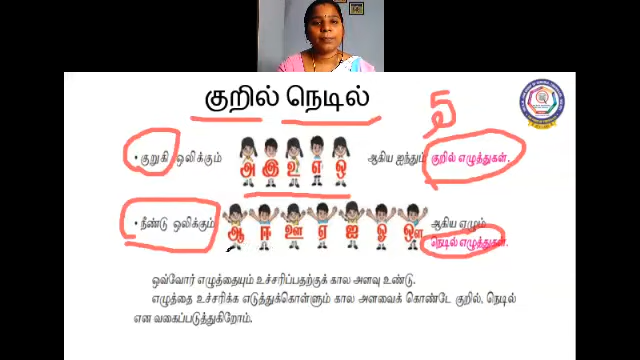 குறில் நெடில்
5
• குறுகி ஒலிக்கும் அ இ உ எ ஒ ஆகிய ஐந்தும் குறில் எழுத்துகள்.
• நீண்டு ஒலிக்கும் ஆ ஈ ஊ ஏ ஐ ஓ ஔ ஆகிய ஏழும்
நெடில் எழுத்துகள்.
ஒவ்வோர் எழுத்தையும் உச்சரிப்பதற்குக் கால அளவு உண்டு.
எழுத்தை உச்சரிக்க எடுத்துக்கொள்ளும் கால அளவைக் கொண்டே குறில், நெடில்
என வகைப்படுத்துகிறோம்.